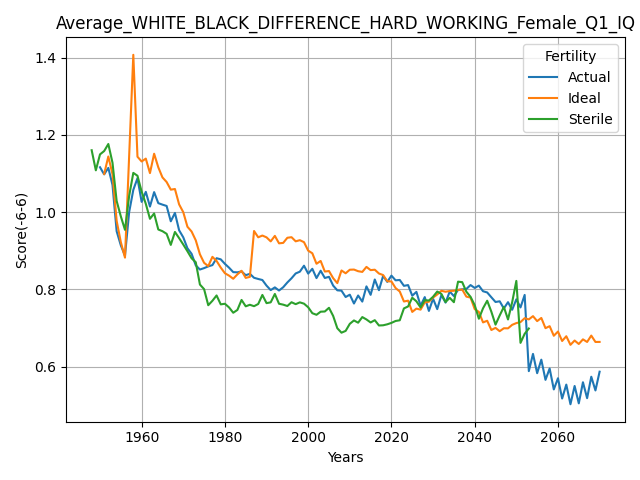 Average_WHITE_BLACK_DIFFERENCE_HARD_WORKING_Female_Q1_IQ
Fertility
Actual
Ideal
Sterile
Score(-6-6)
1.4
1.2
1.0
0.8
0.6
1960 1980 2000 2020 2040 2060
Years